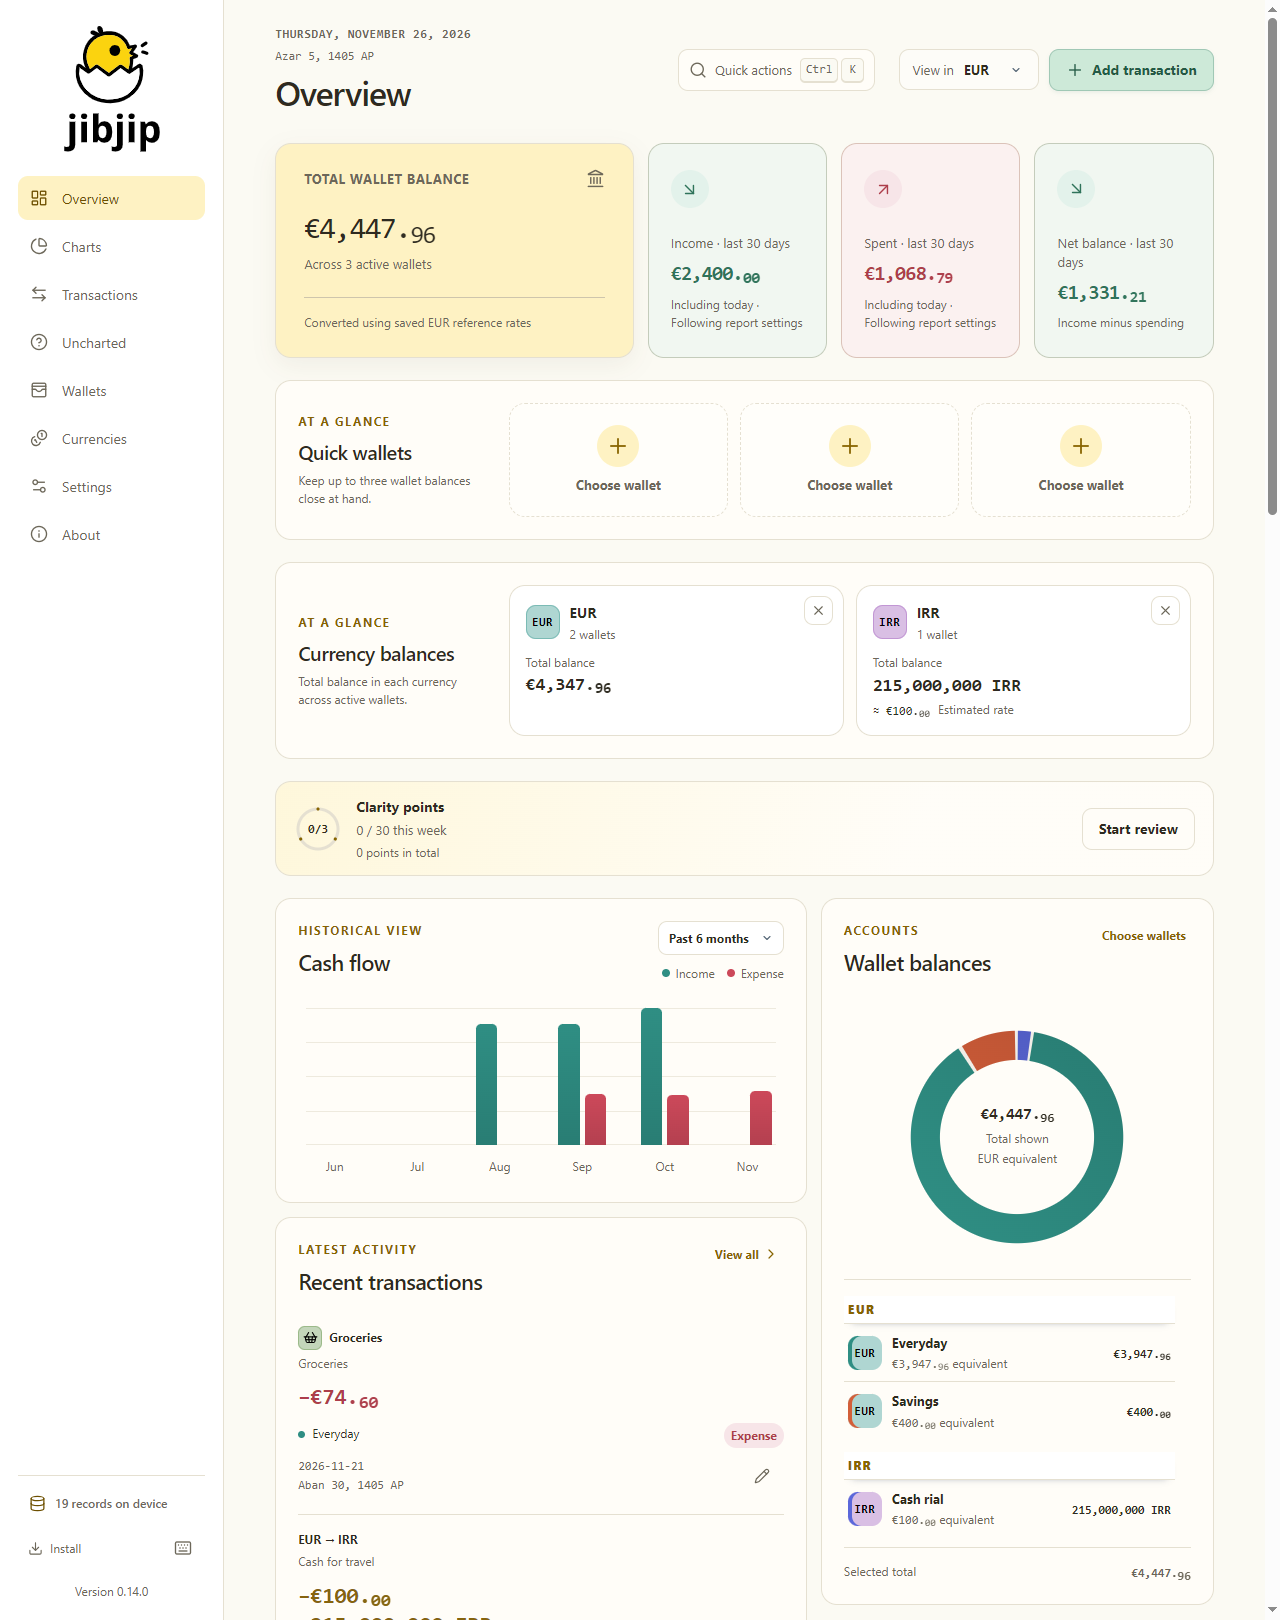 jibjip
Overview
Charts
Transactions
Uncharted
Wallets
Currencies
Settings
About
19 records on device
Install
Version 0.14.0
THURSDAY, NOVEMBER 26, 2026
Azar 5, 1405 AP
Overview
Quick actions Ctrl K
View in EUR
Add transaction
TOTAL WALLET BALANCE
€4,447.96
Across 3 active wallets
Converted using saved EUR reference rates
Income · last 30 days
€2,400.00
Including today ·
Following report settings
Spent · last 30 days
€1,068.79
Including today ·
Following report settings
Net balance · last 30
days
€1,331.21
Income minus spending
AT A GLANCE
Quick wallets
Keep up to three wallet balances
close at hand.
Choose wallet
Choose wallet
Choose wallet
AT A GLANCE
Currency balances
Total balance in each currency
across active wallets.
EUR
EUR
2 wallets
Total balance
€4,347.96
IRR
IRR
1 wallet
Total balance
215,000,000 IRR
≈ €100.00 Estimated rate
0/3
Clarity points
0 / 30 this week
0 points in total
Start review
HISTORICAL VIEW
Cash flow
Past 6 months
Income Expense
Jun Jul Aug Sep Oct Nov
LATEST ACTIVITY
Recent transactions
View all
Groceries
Groceries
−€74.60
Everyday
Expense
2026-11-21
Aban 30, 1405 AP
EUR → IRR
Cash for travel
−€100.00
ACCOUNTS
Wallet balances
Choose wallets
€4,447.96
Total shown
EUR equivalent
EUR
EUR
Everyday
€3,947.96 equivalent
€3,947.96
EUR
Savings
€400.00 equivalent
€400.00
IRR
IRR
Cash rial
€100.00 equivalent
215,000,000 IRR
Selected total
€4,447.96